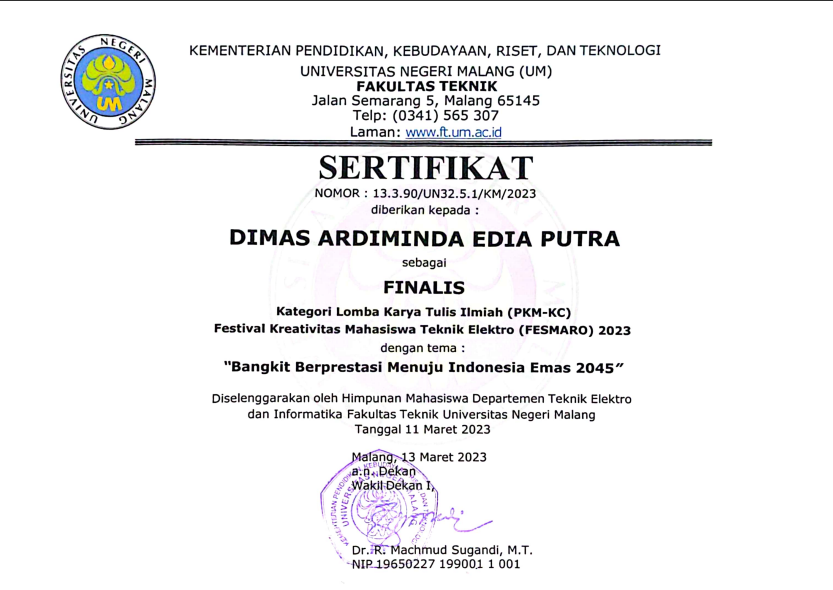 UNIVERSITAS NEGERI MALANG
UM
KEMENTERIAN PENDIDIKAN, KEBUDAYAAN, RISET, DAN TEKNOLOGI
UNIVERSITAS NEGERI MALANG (UM)
FAKULTAS TEKNIK
Jalan Semarang 5, Malang 65145
Telp: (0341) 565 307
Laman: www.ft.um.ac.id
SERTIFIKAT
NOMOR : 13.3.90/UN32.5.1/KM/2023
diberikan kepada :
DIMAS ARDIMINDA EDIA PUTRA
sebagai
FINALIS
Kategori Lomba Karya Tulis Ilmiah (PKM-KC)
Festival Kreativitas Mahasiswa Teknik Elektro (FESMARO) 2023
dengan tema :
"Bangkit Berprestasi Menuju Indonesia Emas 2045"
Diselenggarakan oleh Himpunan Mahasiswa Departemen Teknik Elektro
dan Informatika Fakultas Teknik Universitas Negeri Malang
Tanggal 11 Maret 2023
Malang, 13 Maret 2023
a.n. Dekan
Wakil Dekan I,
Dr. R. Machmud Sugandi, M.T.
NIP 19650227 199001 1 001